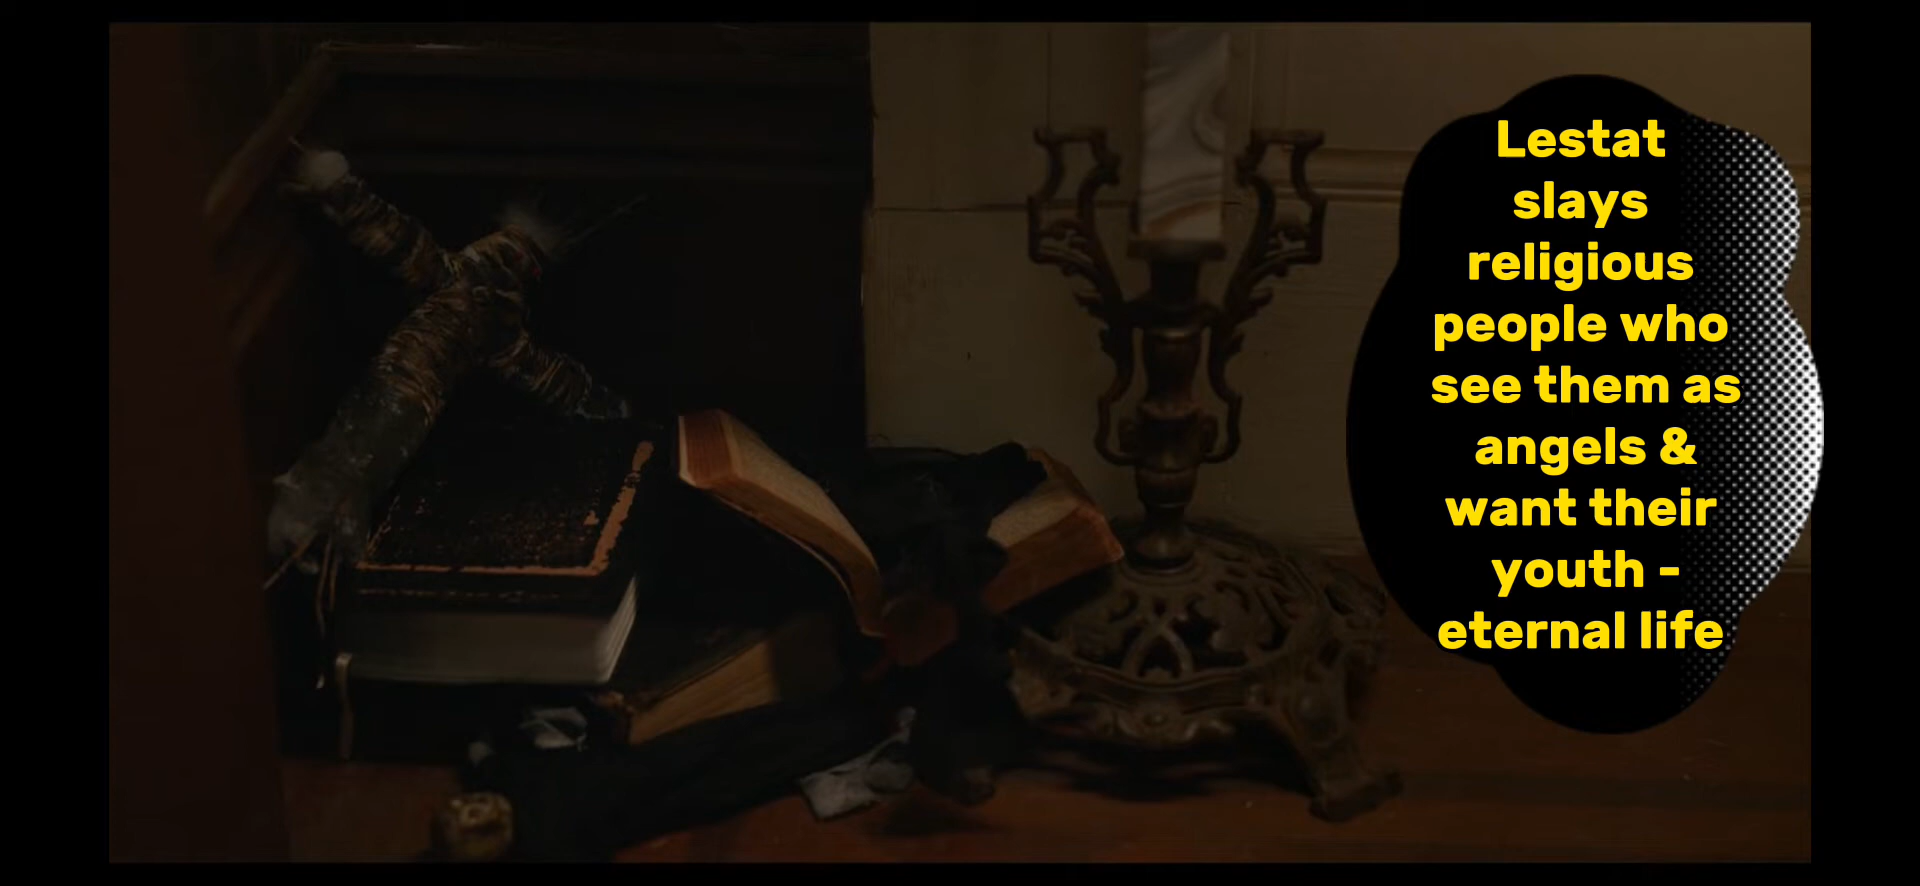 Lestat
slays
religious
people who
see them as
angels &
want their
youth -
eternal life